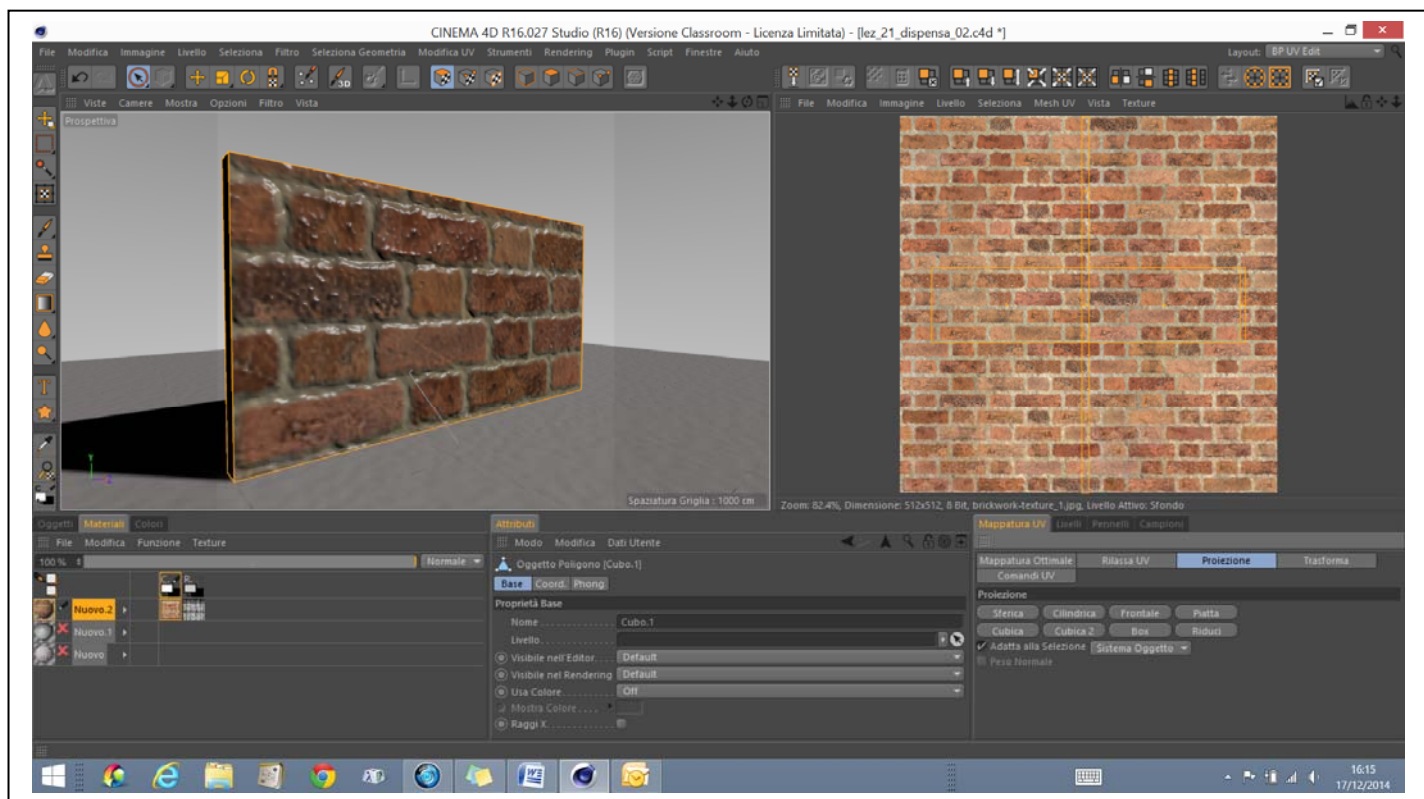 CINEMA 4D R16.027 Studio (R16) (Versione Classroom - Licenza Limitata) - [lez_21_dispensa_02.c4d *]
File Modifica Immagine Livello Seleziona Filtro Seleziona Geometria Modifica UV Strumenti Rendering Plugin Script Finestre Aiuto
Layout: BP UV Edit
Viste Camere Mostra Opzioni Filtro Vista
File Modifica Immagine Livello Seleziona Mesh UV Vista Texture
Prospettiva
Y
Z
Spaziatura Griglia : 1000 cm
Zoom: 82.4%, Dimensione: 512x512, 8 Bit, brickwork-texture_1.jpg, Livello Attivo: Sfondo
Oggetti Materiali Colori
File Modifica Funzione Texture
100 %
Normale
C...
R...
Nuovo.2
Nuovo.1
Nuovo
Attributi
Modo Modifica Dati Utente
Oggetto Poligono [Cubo.1]
Base Coord. Phong
Proprietà Base
Nome Cubo.1
Livello
Visibile nell'Editor Default
Visibile nel Rendering Default
Usa Colore Off
Mostra Colore
Raggi X
Mappatura UV Livelli Pennelli Campioni
Mappatura Ottimale Rilassa UV Proiezione Trasforma
Comandi UV
Proiezione
Sferica Cilindrica Frontale Piatta
Cubica Cubica 2 Box Riduci
Adatta alla Selezione Sistema Oggetto
Peso Normale
16:15
17/12/2014